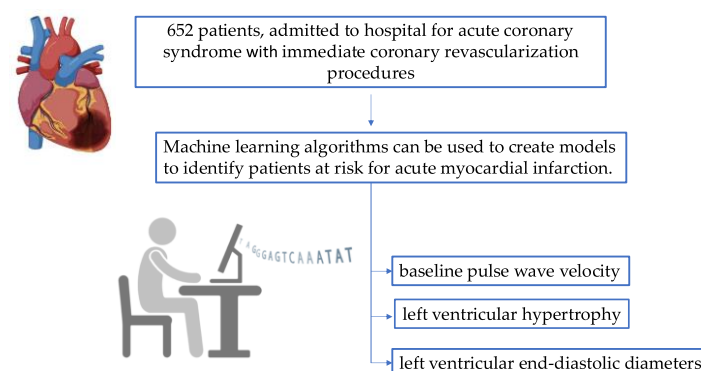 652 patients, admitted to hospital for acute coronary
syndrome with immediate coronary revascularization
procedures
Machine learning algorithms can be used to create models
to identify patients at risk for acute myocardial infarction.
T A GGGAGTCAAATAT
baseline pulse wave velocity
left ventricular hypertrophy
left ventricular end-diastolic diameters